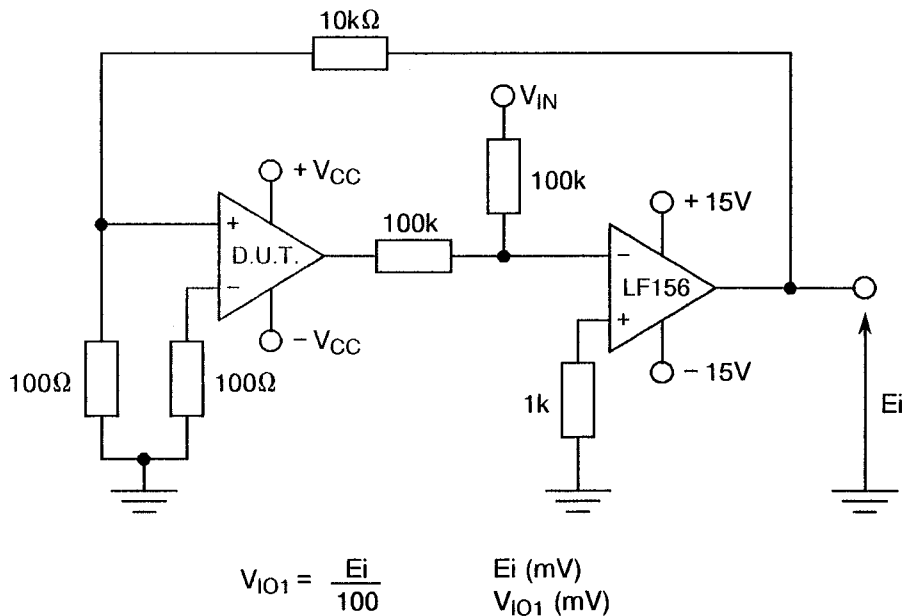 10kΩ
V_IN
100k
+ V_CC
+ 15V
100k
+
D.U.T.
−
−
LF156
+
− V_CC
− 15V
100Ω
100Ω
1k
Ei
V_IO1 = Ei / 100
Ei (mV)
V_IO1 (mV)